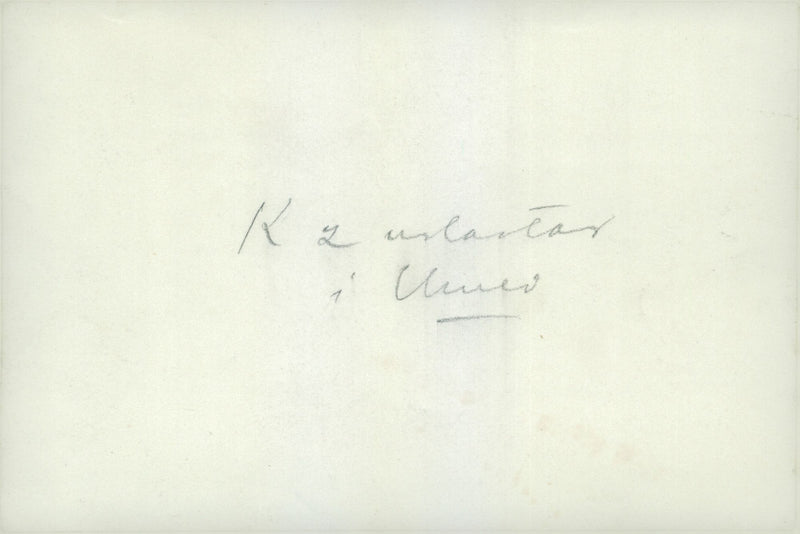 K 2 urlastar
i Umeå